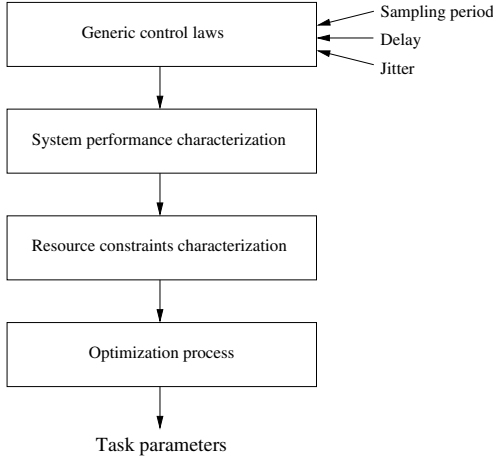 Generic control laws
Sampling period
Delay
Jitter
System performance characterization
Resource constraints characterization
Optimization process
Task parameters